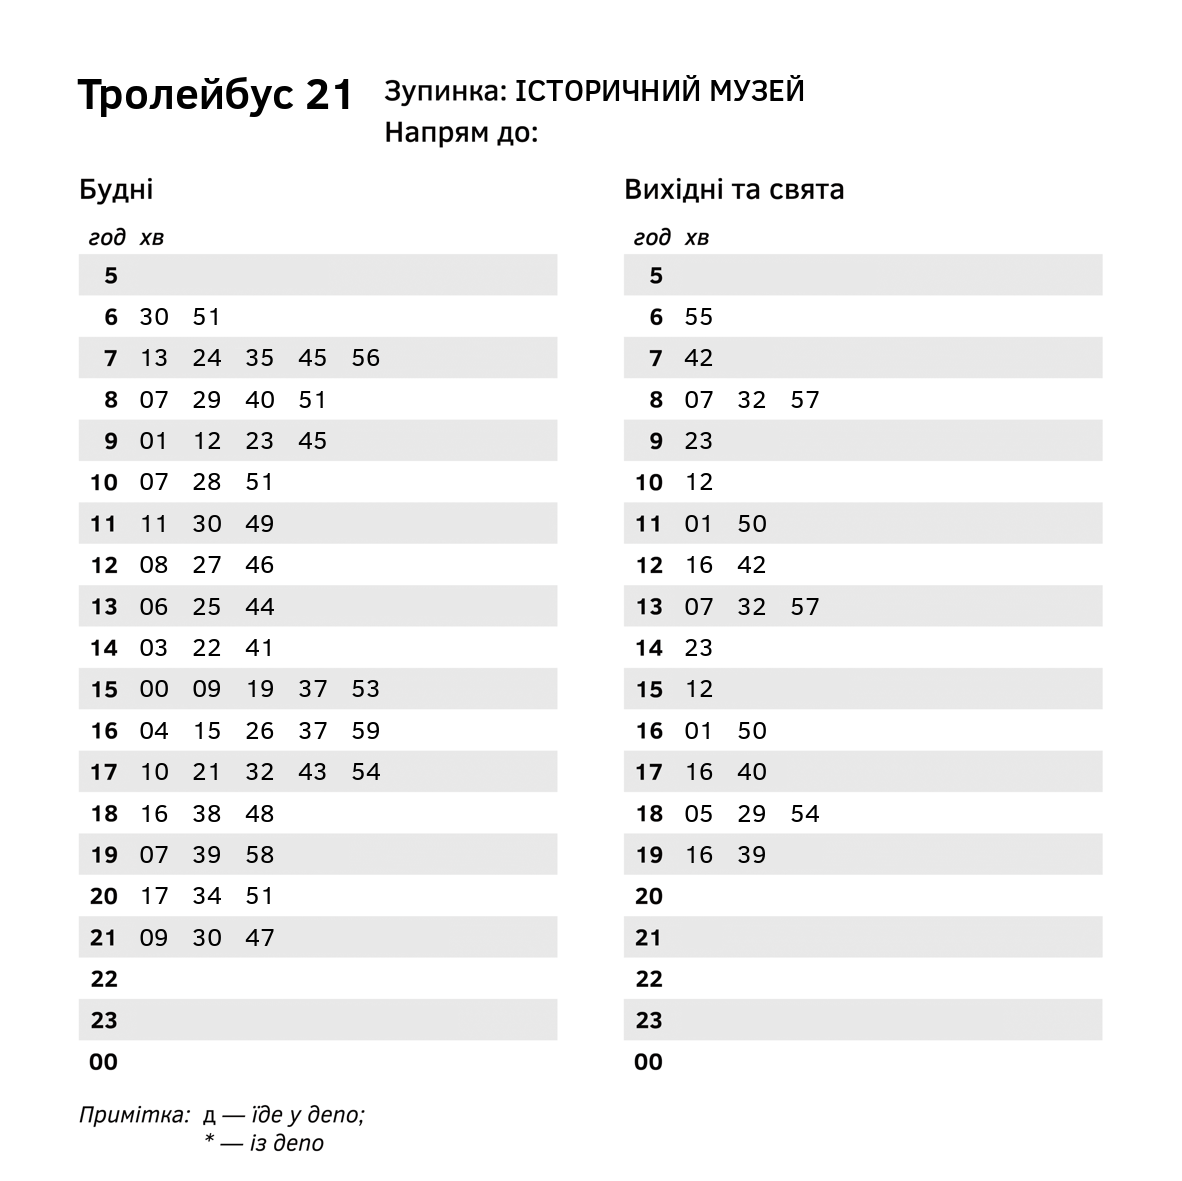 Тролейбус 21
Зупинка: ІСТОРИЧНИЙ МУЗЕЙ
Напрям до:
Будні
год хв
5
6 30 51
7 13 24 35 45 56
8 07 29 40 51
9 01 12 23 45
10 07 28 51
11 11 30 49
12 08 27 46
13 06 25 44
14 03 22 41
15 00 09 19 37 53
16 04 15 26 37 59
17 10 21 32 43 54
18 16 38 48
19 07 39 58
20 17 34 51
21 09 30 47
22
23
00
Вихідні та свята
год хв
5
6 55
7 42
8 07 32 57
9 23
10 12
11 01 50
12 16 42
13 07 32 57
14 23
15 12
16 01 50
17 16 40
18 05 29 54
19 16 39
20
21
22
23
00
Примітка: д — їде у депо;
* — із депо